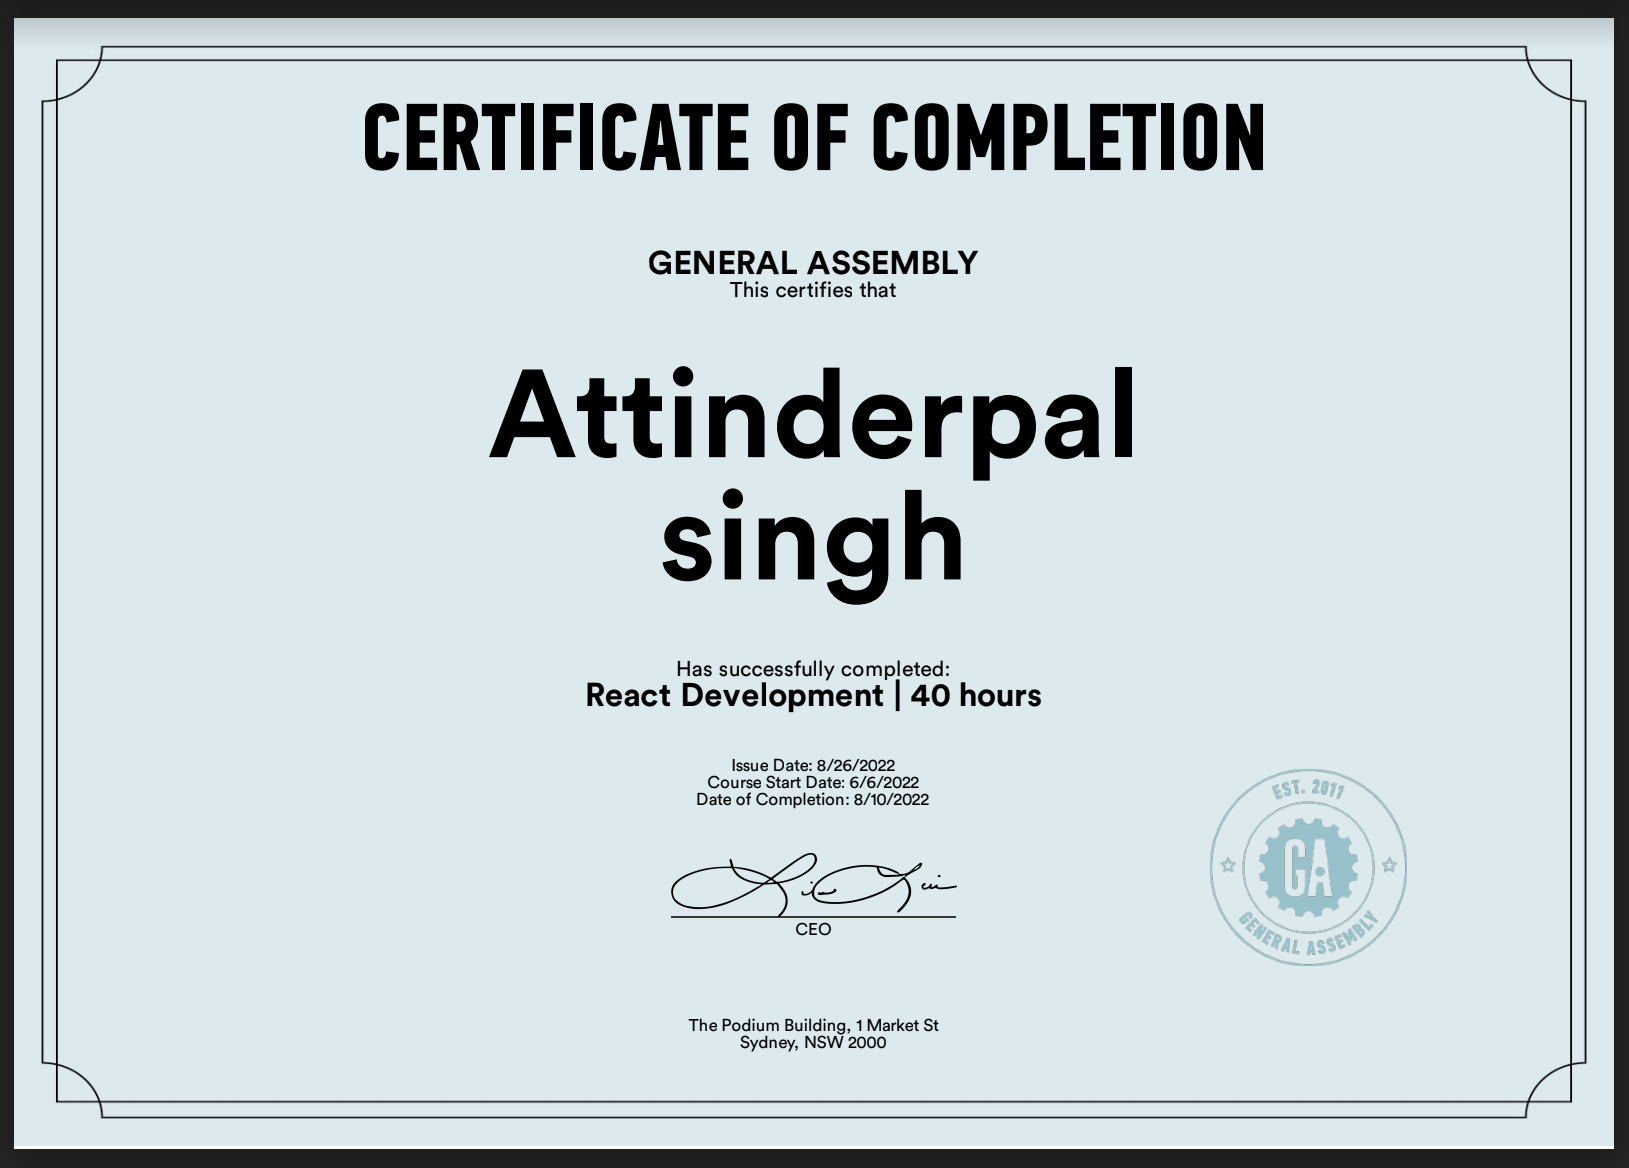 CERTIFICATE OF COMPLETION
GENERAL ASSEMBLY
This certifies that
Attinderpal
singh
Has successfully completed:
React Development | 40 hours
Issue Date: 8/26/2022
Course Start Date: 6/6/2022
Date of Completion: 8/10/2022
CEO
EST. 2011
GA
GENERAL ASSEMBLY
The Podium Building, 1 Market St
Sydney, NSW 2000